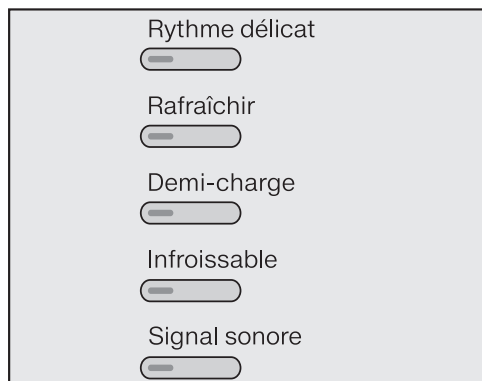 Rythme délicat
Rafraîchir
Demi-charge
Infroissable
Signal sonore